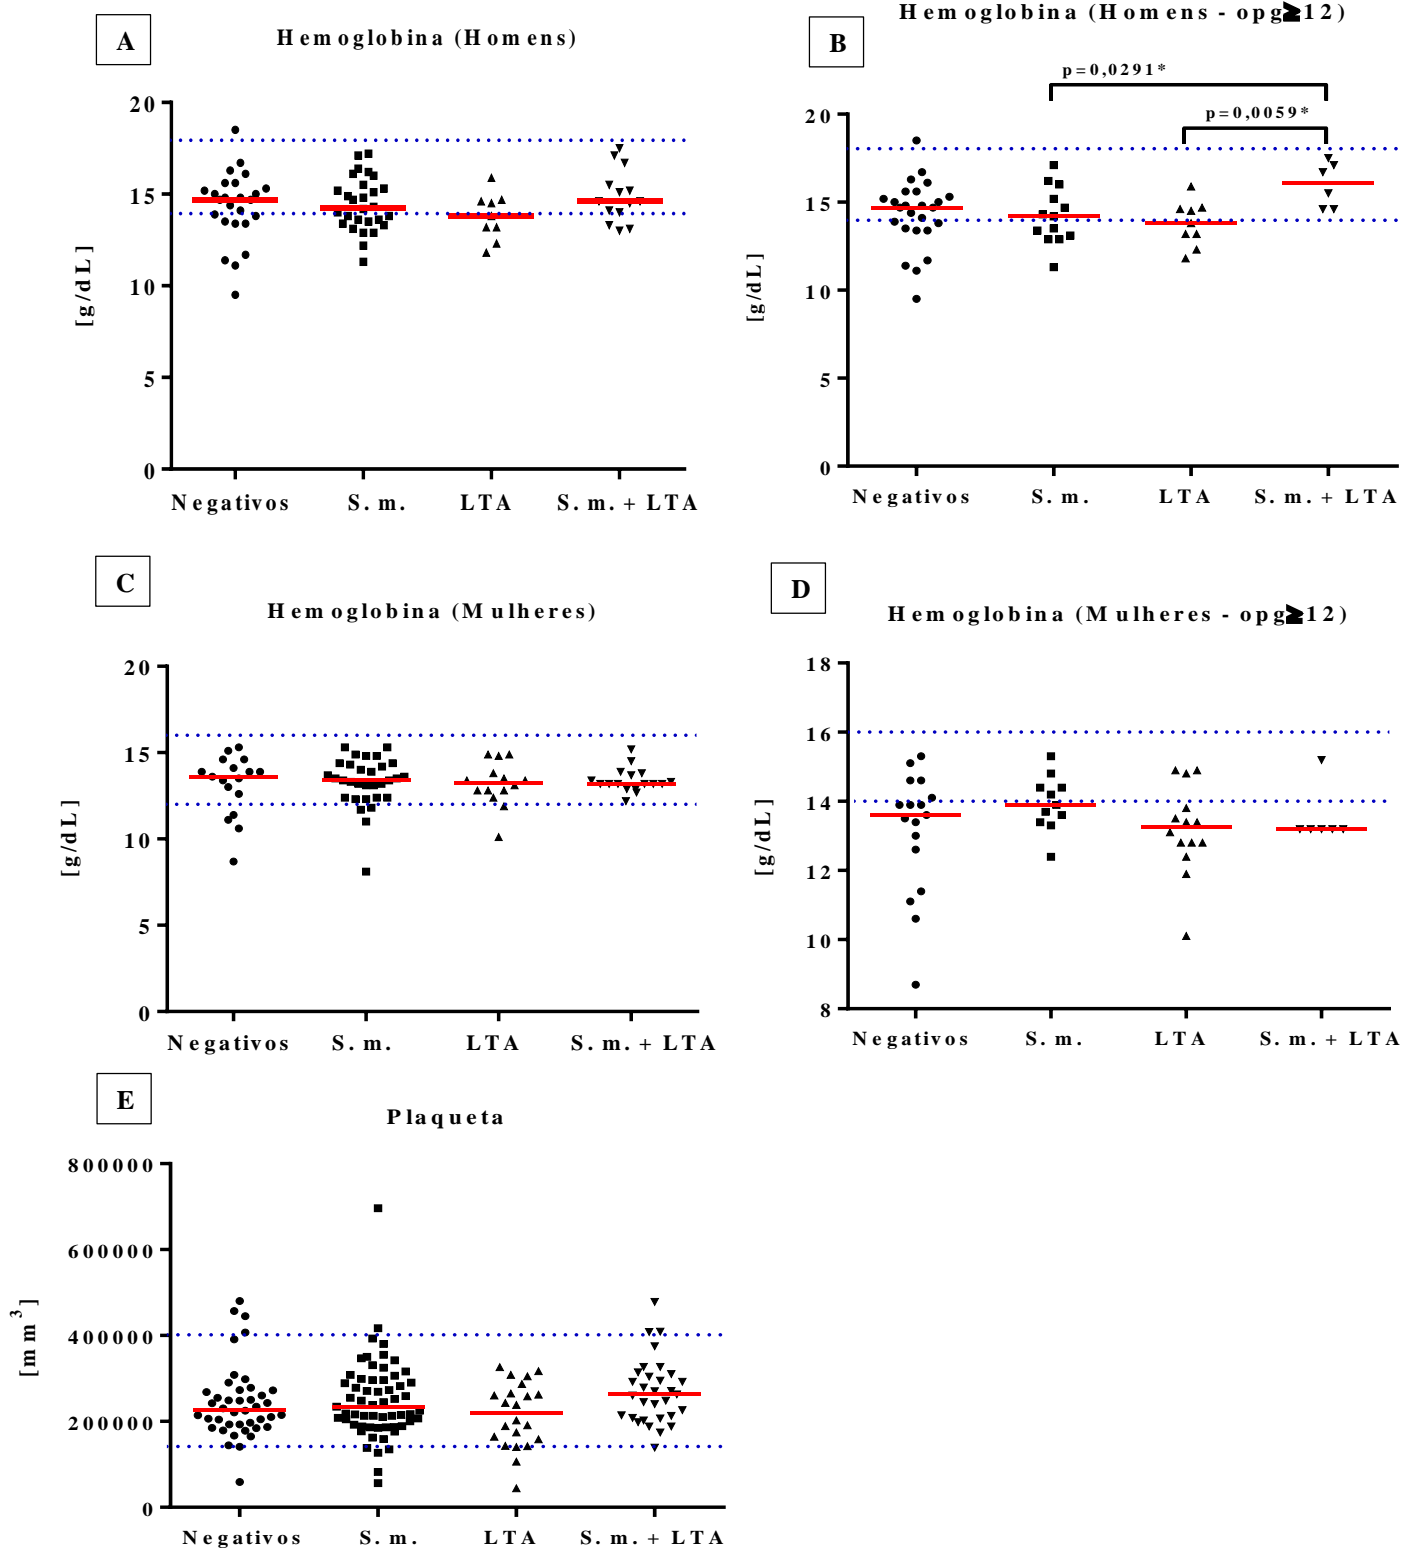 A
Hemoglobina (Homens)
20
15
10
5
0
[g/dL]
Negativos S. m. LTA S. m. + LTA
B
Hemoglobina (Homens - opg≥12)
p=0,0291*
p=0,0059*
20
15
10
5
0
[g/dL]
Negativos S. m. LTA S. m. + LTA
C
Hemoglobina (Mulheres)
20
15
10
5
0
[g/dL]
Negativos S. m. LTA S. m. + LTA
D
Hemoglobina (Mulheres - opg≥12)
18
16
14
12
10
8
[g/dL]
Negativos S. m. LTA S. m. + LTA
E
Plaqueta
800000
600000
400000
200000
0
[mm³]
Negativos S. m. LTA S. m. + LTA